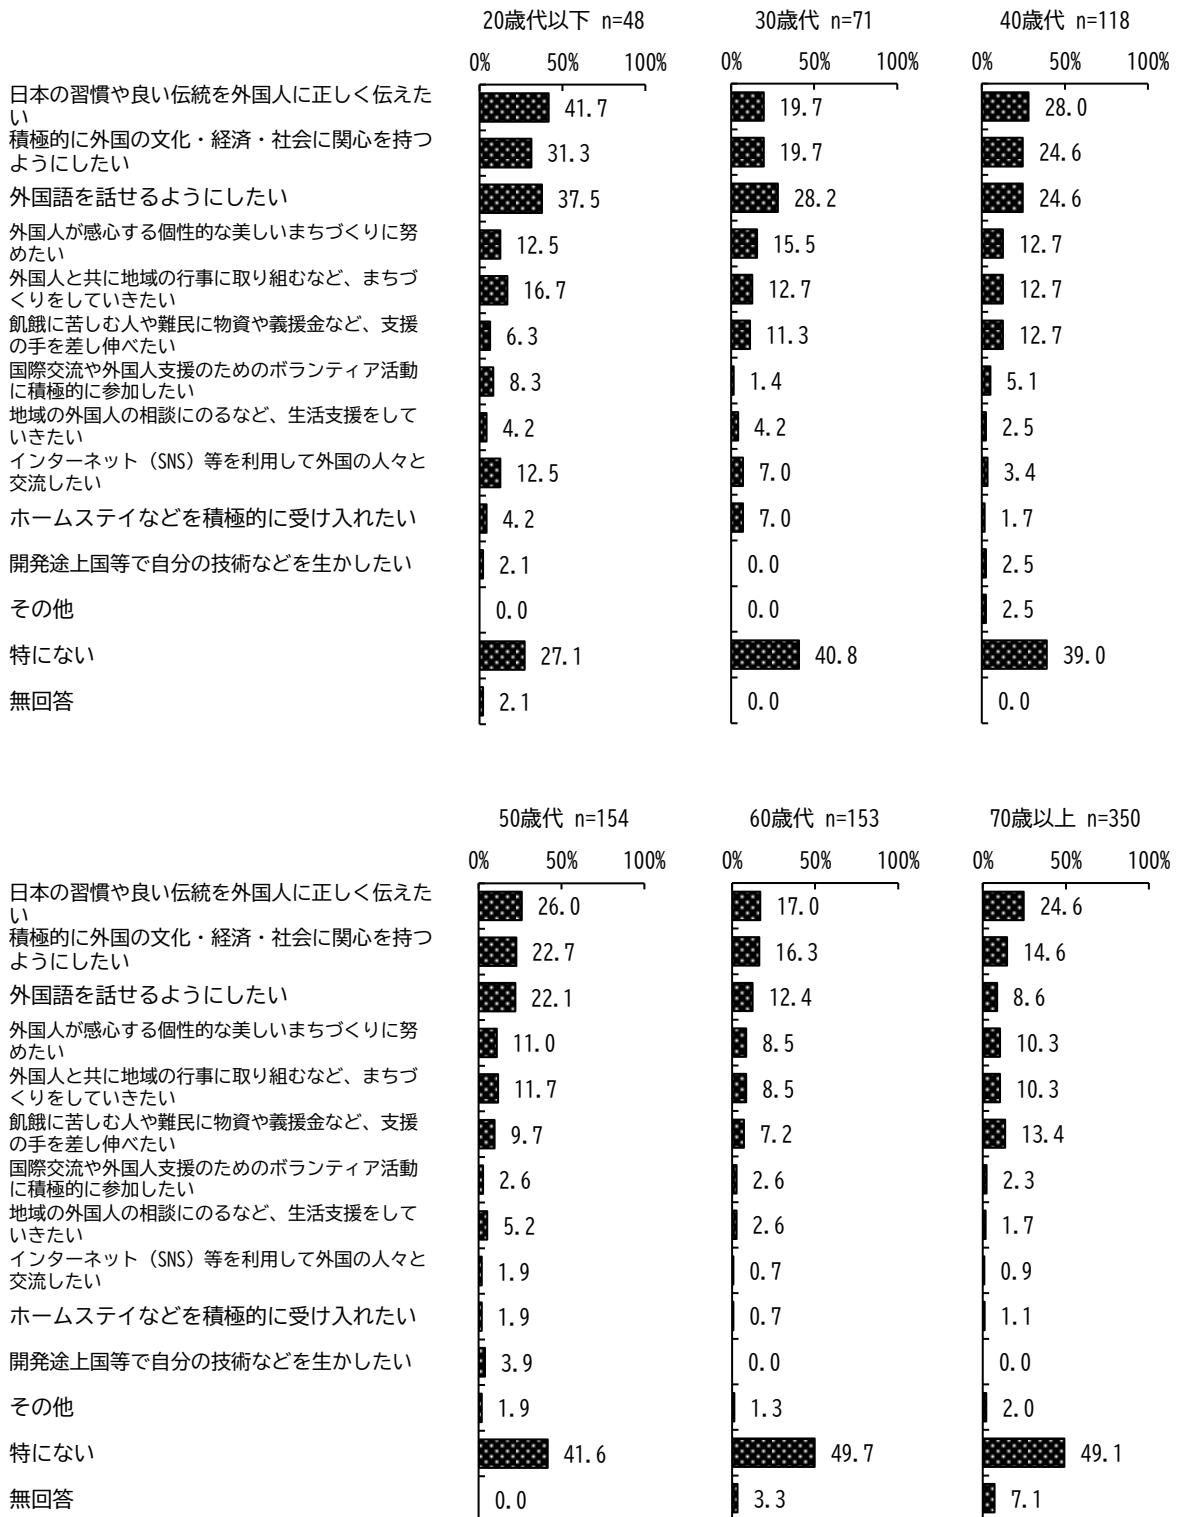 20歳代以下 n=48 30歳代 n=71 40歳代 n=118
0% 50% 100% 0% 50% 100% 0% 50% 100%
日本の習慣や良い伝統を外国人に正しく伝えた
い
41.7 19.7 28.0
積極的に外国の文化・経済・社会に関心を持つ
ようにしたい
31.3 19.7 24.6
外国語を話せるようにしたい 37.5 28.2 24.6
外国人が感心する個性的な美しいまちづくりに努
めたい
12.5 15.5 12.7
外国人と共に地域の行事に取り組むなど、まちづ
くりをしていきたい
16.7 12.7 12.7
飢餓に苦しむ人や難民に物資や義援金など、支援
の手を差し伸べたい
6.3 11.3 12.7
国際交流や外国人支援のためのボランティア活動
に積極的に参加したい
8.3 1.4 5.1
地域の外国人の相談にのるなど、生活支援をして
いきたい
4.2 4.2 2.5
インターネット（SNS）等を利用して外国の人々と
交流したい
12.5 7.0 3.4
ホームステイなどを積極的に受け入れたい 4.2 7.0 1.7
開発途上国等で自分の技術などを生かしたい 2.1 0.0 2.5
その他 0.0 0.0 2.5
特にない 27.1 40.8 39.0
無回答 2.1 0.0 0.0
50歳代 n=154 60歳代 n=153 70歳以上 n=350
0% 50% 100% 0% 50% 100% 0% 50% 100%
日本の習慣や良い伝統を外国人に正しく伝えた
い
26.0 17.0 24.6
積極的に外国の文化・経済・社会に関心を持つ
ようにしたい
22.7 16.3 14.6
外国語を話せるようにしたい 22.1 12.4 8.6
外国人が感心する個性的な美しいまちづくりに努
めたい
11.0 8.5 10.3
外国人と共に地域の行事に取り組むなど、まちづ
くりをしていきたい
11.7 8.5 10.3
飢餓に苦しむ人や難民に物資や義援金など、支援
の手を差し伸べたい
9.7 7.2 13.4
国際交流や外国人支援のためのボランティア活動
に積極的に参加したい
2.6 2.6 2.3
地域の外国人の相談にのるなど、生活支援をして
いきたい
5.2 2.6 1.7
インターネット（SNS）等を利用して外国の人々と
交流したい
1.9 0.7 0.9
ホームステイなどを積極的に受け入れたい 1.9 0.7 1.1
開発途上国等で自分の技術などを生かしたい 3.9 0.0 0.0
その他 1.9 1.3 2.0
特にない 41.6 49.7 49.1
無回答 0.0 3.3 7.1